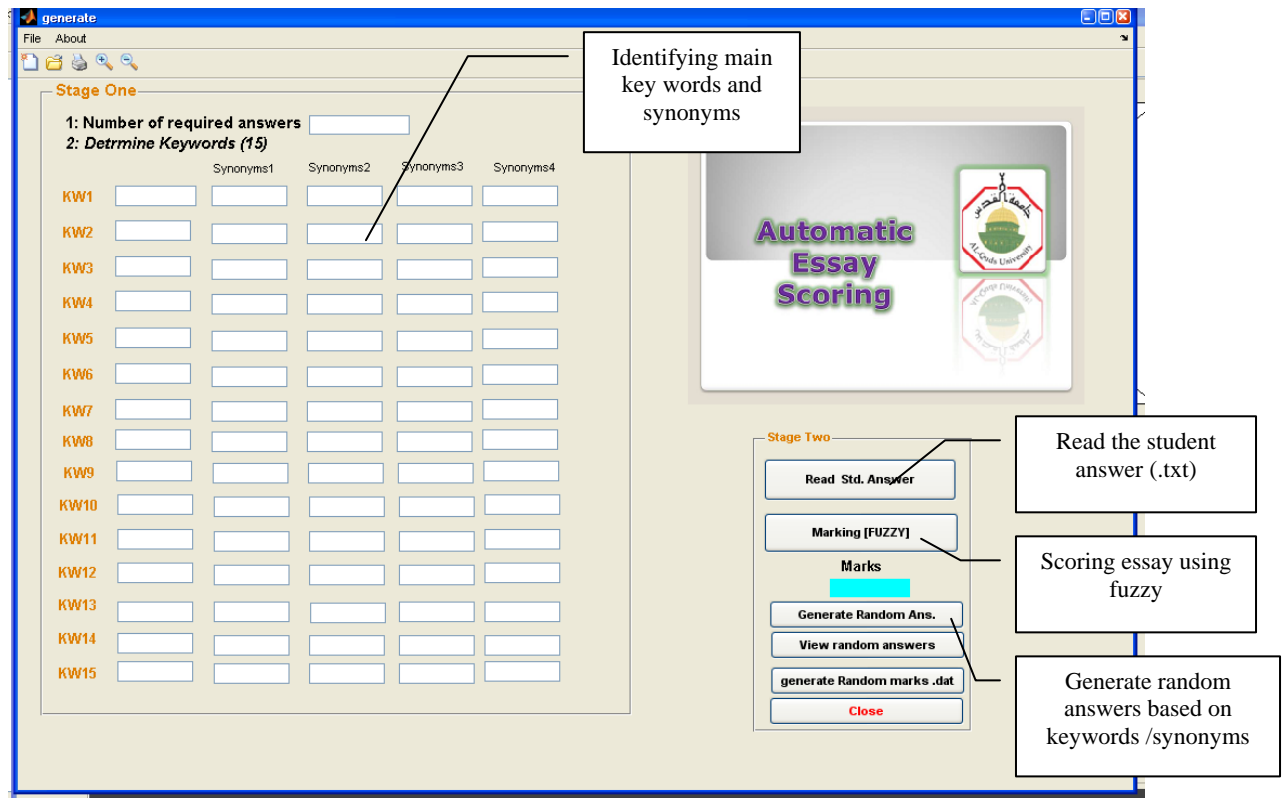 generate
File About
Identifying main
key words and
synonyms
Stage One
1: Number of required answers
2: Detrmine Keywords (15)
Synonyms1 Synonyms2 Synonyms3 Synonyms4
KW1
KW2
KW3
KW4
KW5
KW6
KW7
KW8
KW9
KW10
KW11
KW12
KW13
KW14
KW15
Automatic
Essay
Scoring
جامعة القدس
AL-Quds University
Stage Two
Read Std. Answer
Marking [FUZZY]
Marks
Generate Random Ans.
View random answers
generate Random marks .dat
Close
Read the student
answer (.txt)
Scoring essay using
fuzzy
Generate random
answers based on
keywords /synonyms